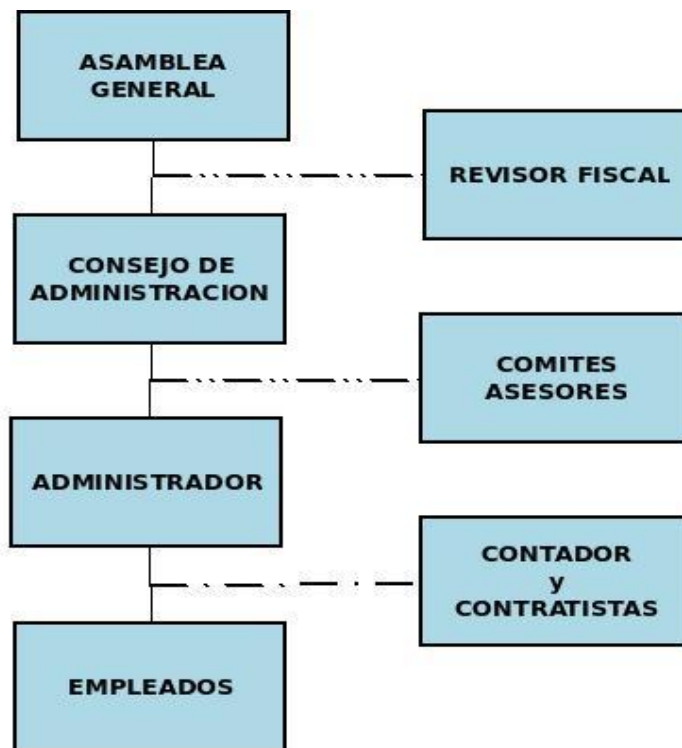 ASAMBLEA
GENERAL
REVISOR FISCAL
CONSEJO DE
ADMINISTRACION
COMITES
ASESORES
ADMINISTRADOR
CONTADOR
y
CONTRATISTAS
EMPLEADOS